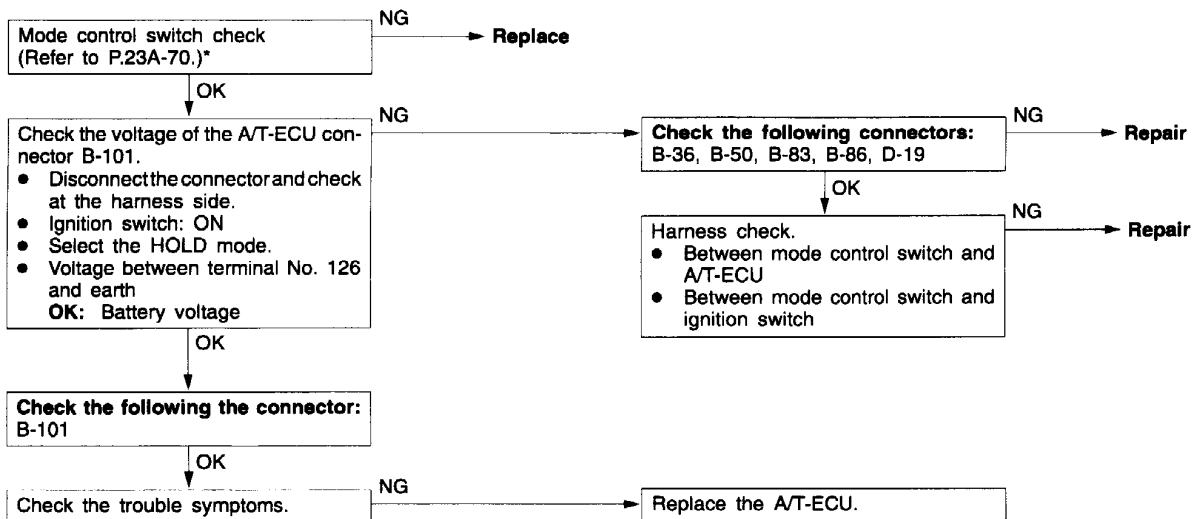 Mode control switch check
(Refer to P.23A-70.)*
NG
Replace
OK
Check the voltage of the A/T-ECU con-
nector B-101.
● Disconnect the connector and check
at the harness side.
● Ignition switch: ON
● Select the HOLD mode.
● Voltage between terminal No. 126
and earth
OK: Battery voltage
NG
Check the following connectors:
B-36, B-50, B-83, B-86, D-19
NG
Repair
OK
Harness check.
● Between mode control switch and
A/T-ECU
● Between mode control switch and
ignition switch
NG
Repair
OK
Check the following the connector:
B-101
OK
Check the trouble symptoms.
NG
Replace the A/T-ECU.